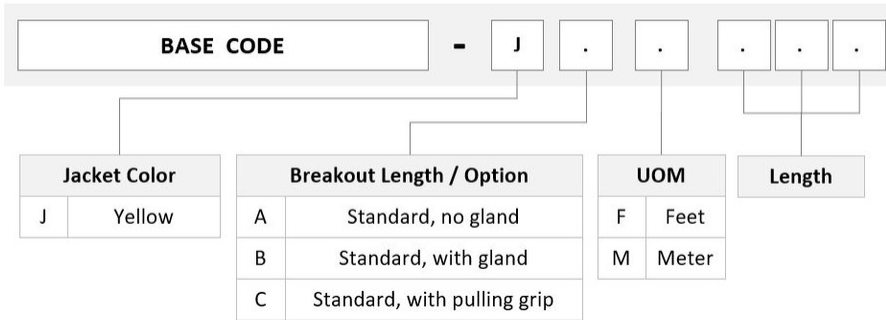 BASE CODE - J . . . . .
Jacket Color
J Yellow
Breakout Length / Option
A Standard, no gland
B Standard, with gland
C Standard, with pulling grip
UOM
F Feet
M Meter
Length